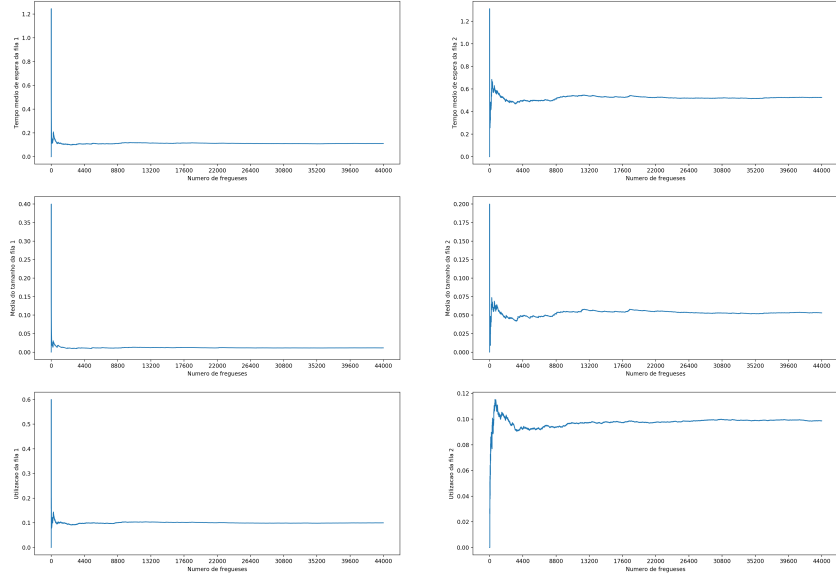 Tempo medio de espera da fila 1
1.2
1.0
0.8
0.6
0.4
0.2
0.0
0 4400 8800 13200 17600 22000 26400 30800 35200 39600 44000
Numero de fregueses
Tempo medio de espera da fila 2
1.2
1.0
0.8
0.6
0.4
0.2
0.0
0 4400 8800 13200 17600 22000 26400 30800 35200 39600 44000
Numero de fregueses
Media do tamanho da fila 1
0.40
0.35
0.30
0.25
0.20
0.15
0.10
0.05
0.00
0 4400 8800 13200 17600 22000 26400 30800 35200 39600 44000
Numero de fregueses
Media do tamanho da fila 2
0.200
0.175
0.150
0.125
0.100
0.075
0.050
0.025
0.000
0 4400 8800 13200 17600 22000 26400 30800 35200 39600 44000
Numero de fregueses
Utilizacao da fila 1
0.6
0.5
0.4
0.3
0.2
0.1
0.0
0 4400 8800 13200 17600 22000 26400 30800 35200 39600 44000
Numero de fregueses
Utilizacao da fila 2
0.12
0.10
0.08
0.06
0.04
0.02
0.00
0 4400 8800 13200 17600 22000 26400 30800 35200 39600 44000
Numero de fregueses